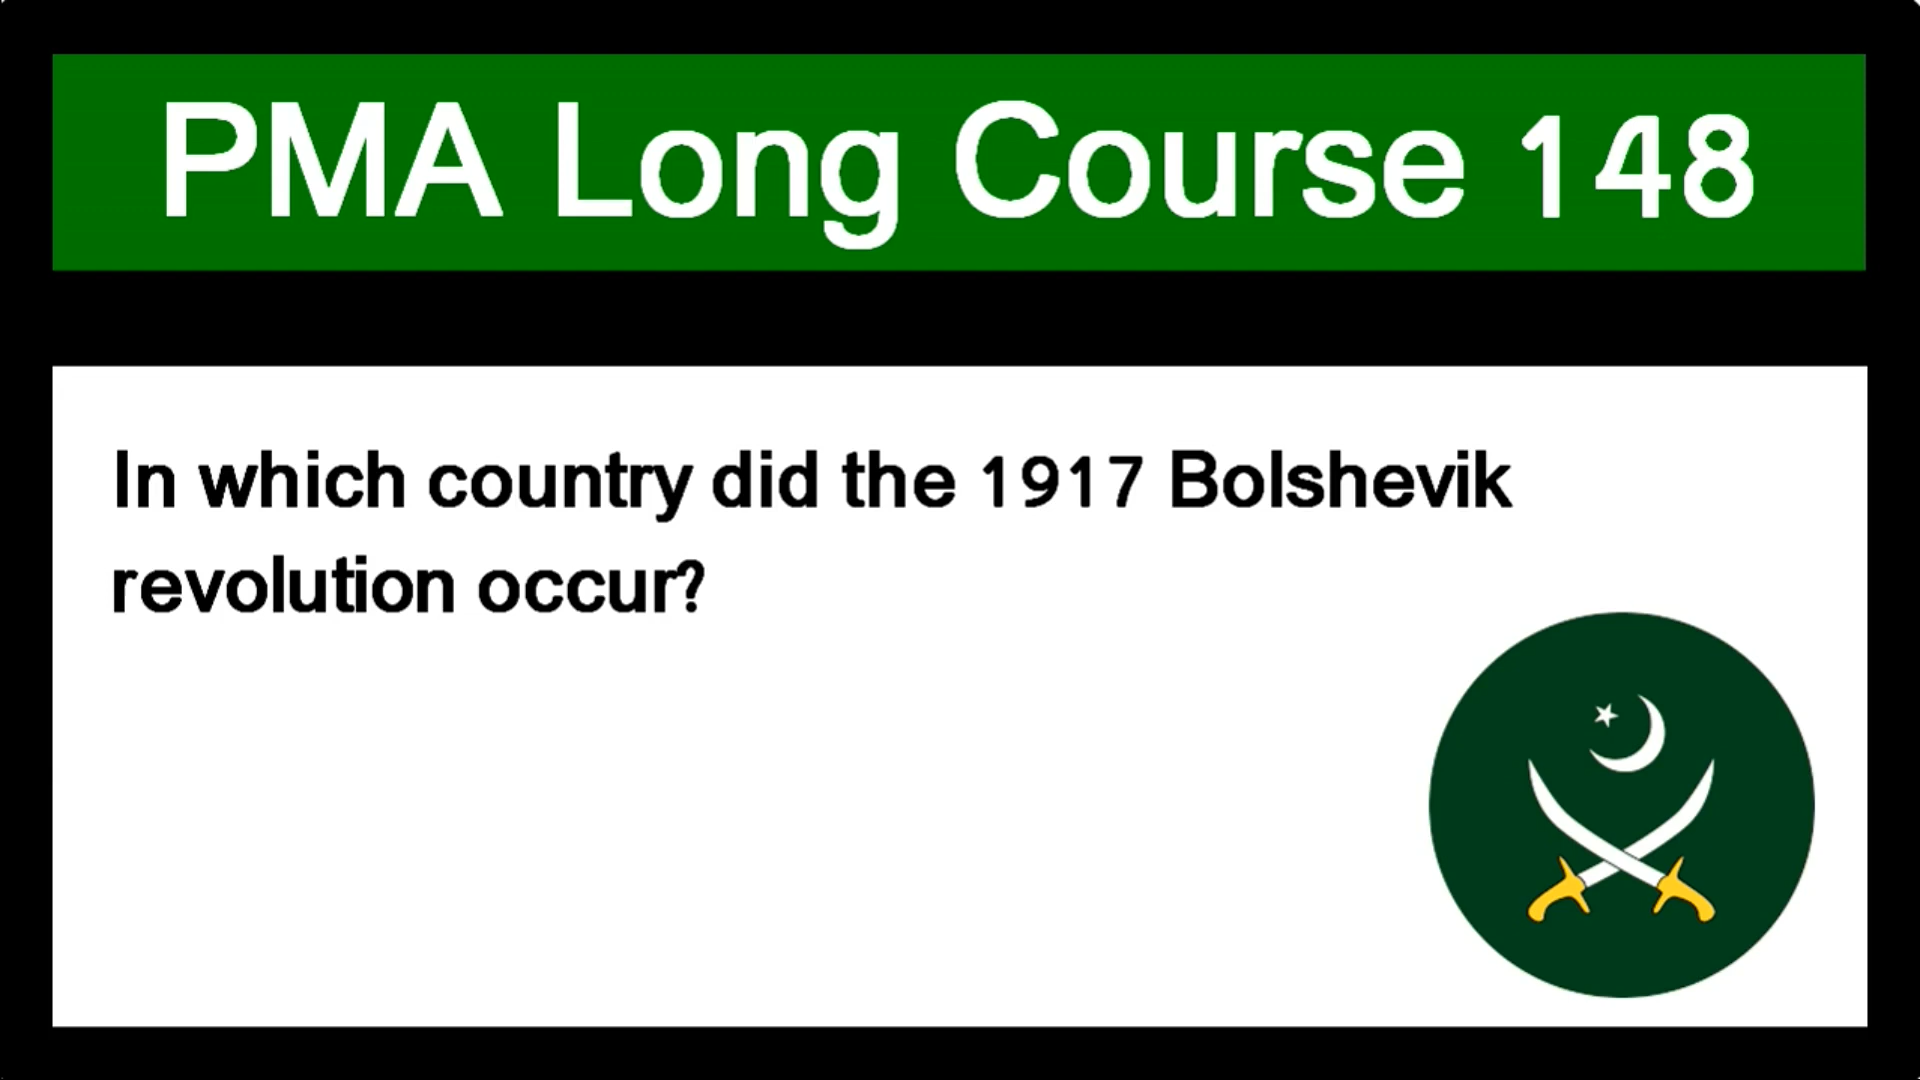 PMA Long Course 148
In which country did the 1917 Bolshevik
revolution occur?